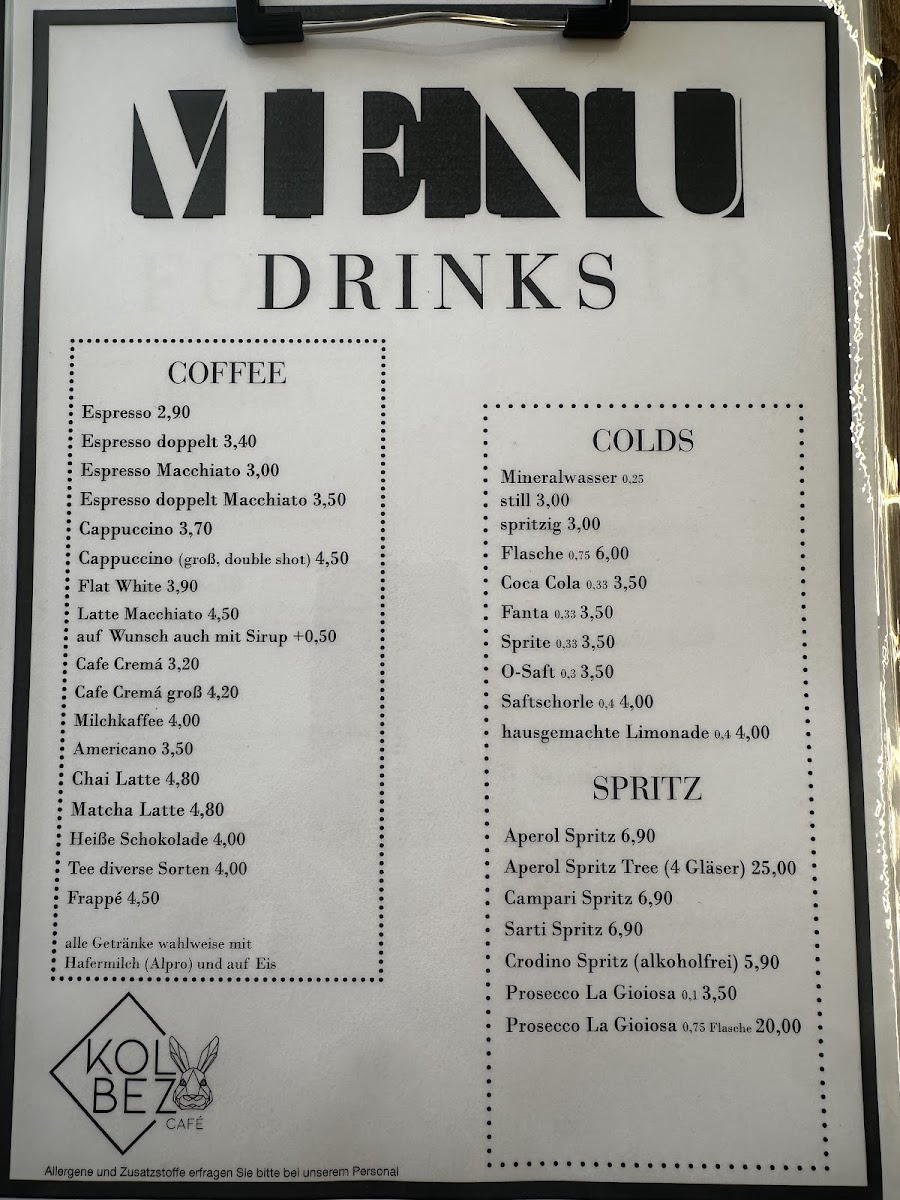 MENU
DRINKS
COFFEE
Espresso 2,90
Espresso doppelt 3,40
Espresso Macchiato 3,00
Espresso doppelt Macchiato 3,50
Cappuccino 3,70
Cappuccino (groß, double shot) 4,50
Flat White 3,90
Latte Macchiato 4,50
auf Wunsch auch mit Sirup +0,50
Cafe Cremá 3,20
Cafe Cremá groß 4,20
Milchkaffee 4,00
Americano 3,50
Chai Latte 4,80
Matcha Latte 4,80
Heiße Schokolade 4,00
Tee diverse Sorten 4,00
Frappé 4,50
alle Getränke wahlweise mit
Hafermilch (Alpro) und auf Eis
COLDS
Mineralwasser 0,25
still 3,00
spritzig 3,00
Flasche 0,75 6,00
Coca Cola 0,33 3,50
Fanta 0,33 3,50
Sprite 0,33 3,50
O-Saft 0,3 3,50
Saftschorle 0,4 4,00
hausgemachte Limonade 0,4 4,00
SPRITZ
Aperol Spritz 6,90
Aperol Spritz Tree (4 Gläser) 25,00
Campari Spritz 6,90
Sarti Spritz 6,90
Crodino Spritz (alkoholfrei) 5,90
Prosecco La Gioiosa 0,1 3,50
Prosecco La Gioiosa 0,75 Flasche 20,00
KOL
BEZ
CAFÉ
Allergene und Zusatzstoffe erfragen Sie bitte bei unserem Personal